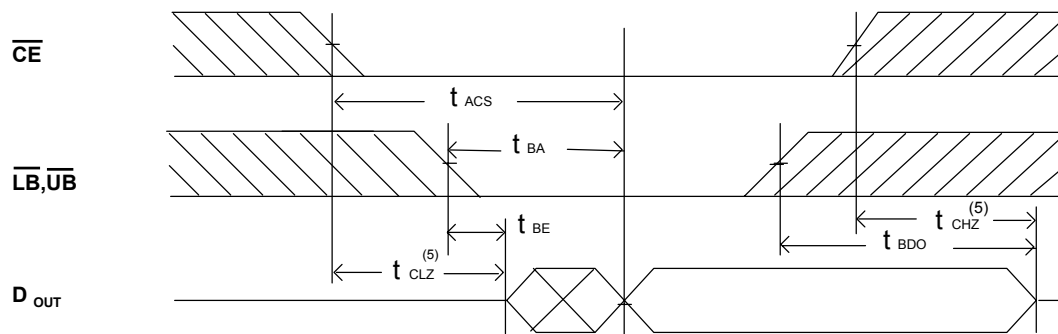 CE
t ACS
LB,UB
t BA
t BE
t CHZ (5)
t BDO
t CLZ (5)
D OUT